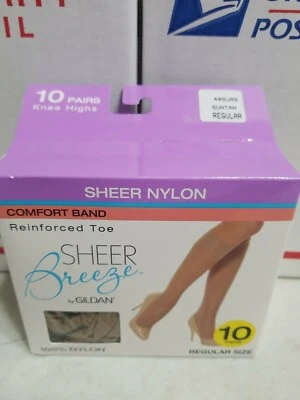 POS
10 PAIRS
Knee Highs
SUNTAN
REGULAR
SHEER NYLON
COMFORT BAND
Reinforced Toe
SHEER
Breeze™
by GILDAN®
10
100% NYLON
REGULAR SIZE